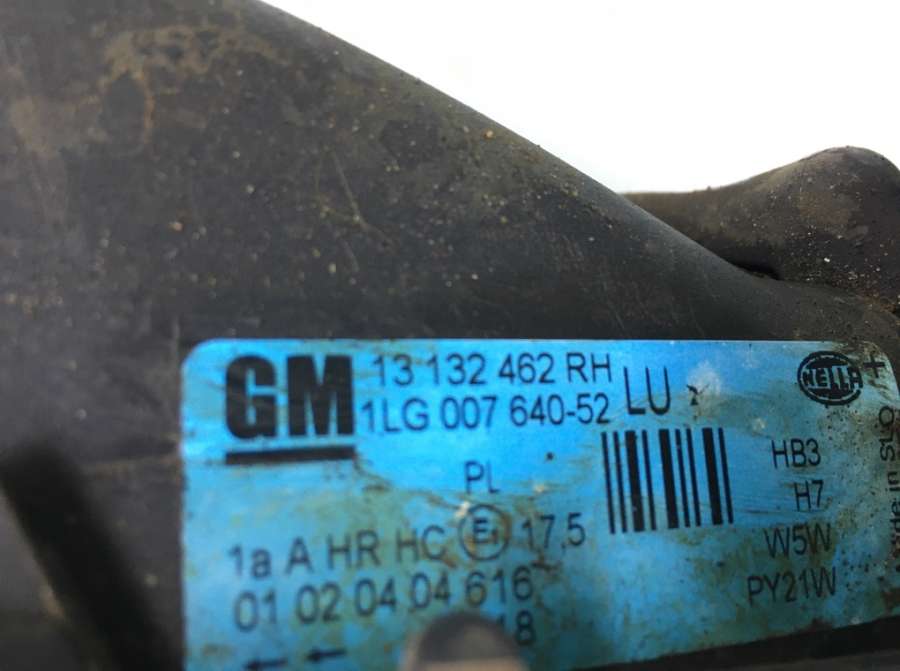 GM 13 132 462 RH
1LG 007 640-52 LU
HELLA
PL
HB3
H7
W5W
PY21W
1a A HR HC E1 17,5
01 02 04 04 616
18
in SLO